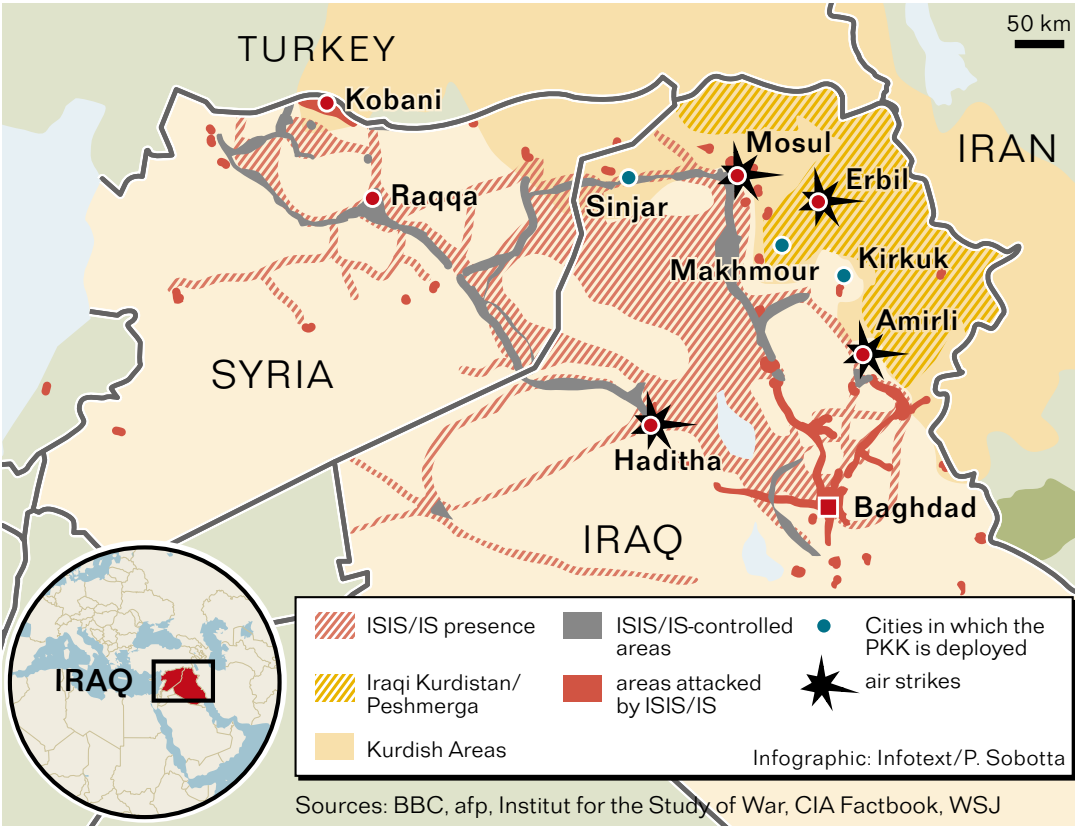 50 km
TURKEY
Kobani
Mosul
IRAN
Erbil
Raqqa
Sinjar
Makhmour
Kirkuk
Amirli
SYRIA
Haditha
Baghdad
IRAQ
IRAQ
ISIS/IS presence
Iraqi Kurdistan/
Peshmerga
Kurdish Areas
ISIS/IS-controlled
areas
areas attacked
by ISIS/IS
Cities in which the
PKK is deployed
air strikes
Infographic: Infotext/P. Sobotta
Sources: BBC, afp, Institut for the Study of War, CIA Factbook, WSJ